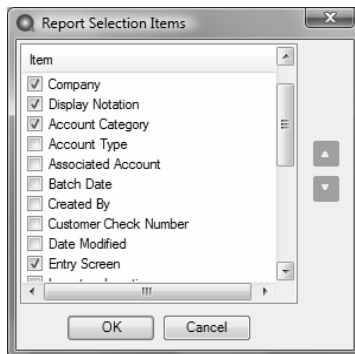 Report Selection Items
Item
Company
Display Notation
Account Category
Account Type
Associated Account
Batch Date
Created By
Customer Check Number
Date Modified
Entry Screen
OK Cancel